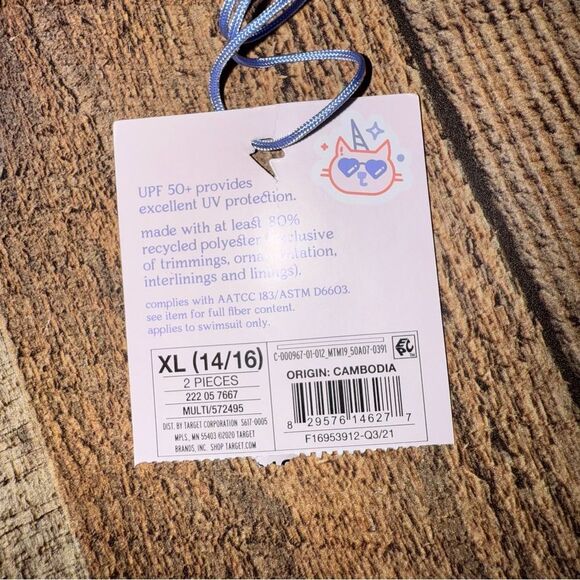 UPF 50+ provides
excellent UV protection.
made with at least 80%
recycled polyester (exclusive
of trimmings, ornamentation,
interlinings and linings).
complies with AATCC 183/ASTM D6603.
see item for full fiber content.
applies to swimsuit only.
XL (14/16)
2 PIECES
222 05 7667
MULTI/572495
DIST. BY TARGET CORPORATION S617-0005
MPLS., MN 55403 ©2020 TARGET
BRANDS, INC. SHOP TARGET.COM
C-000967-01-012_MTM19_50A07-0391
ORIGIN: CAMBODIA
8 29576 14627 7
F16953912-Q3/21